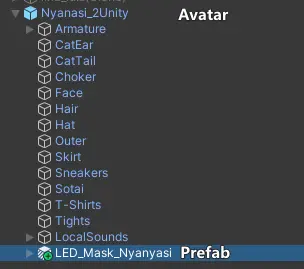 Nyanasi_2Unity Avatar
Armature
CatEar
CatTail
Choker
Face
Hair
Hat
Outer
Skirt
Sneakers
Sotai
T-Shirts
Tights
LocalSounds
LED_Mask_Nyanyasi Prefab